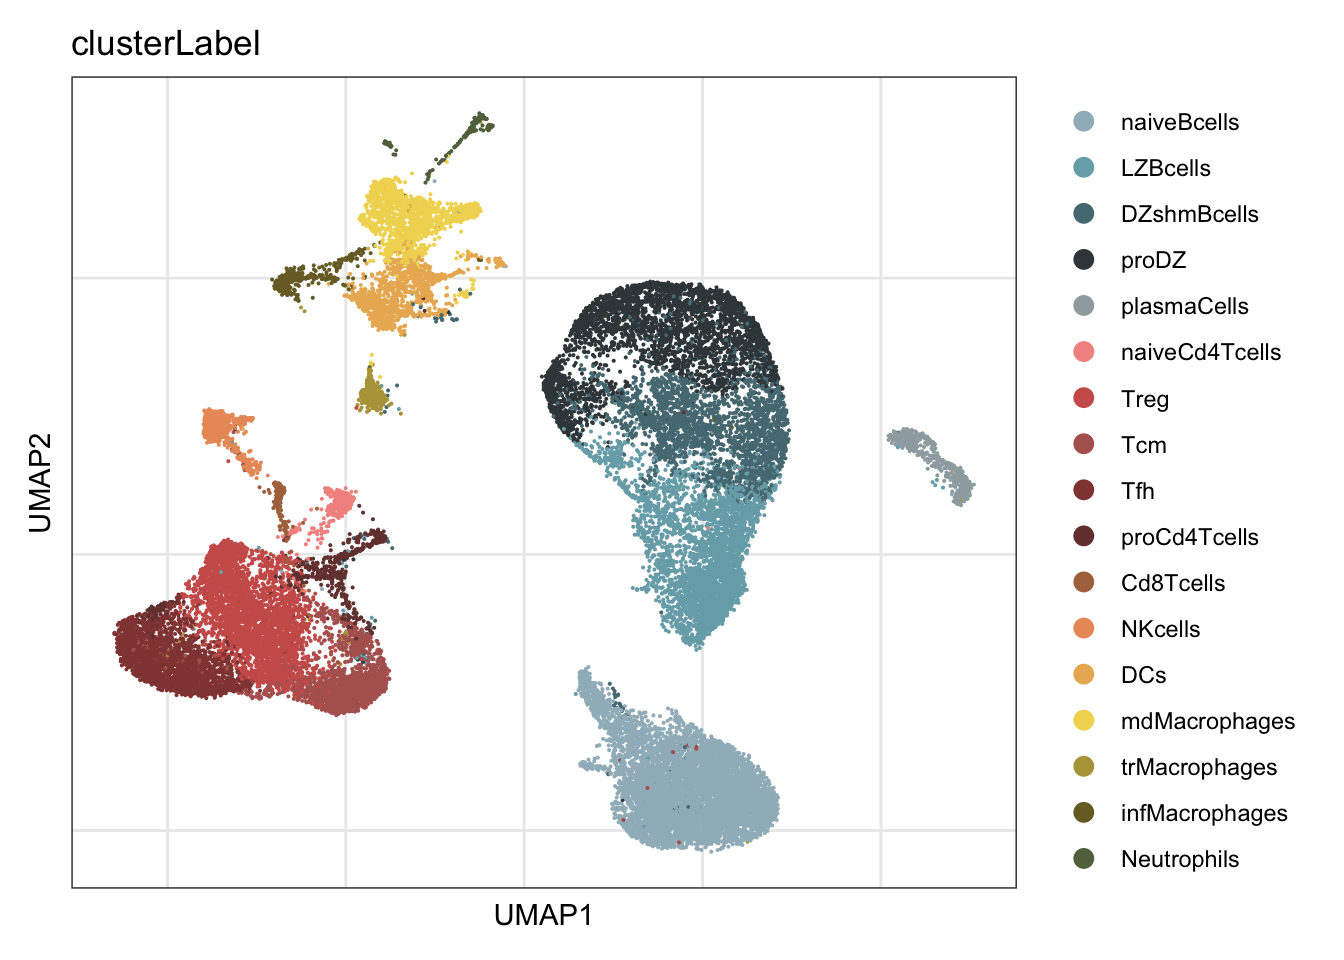 clusterLabel
UMAP2
UMAP1
naiveBcells
LZBcells
DZshmBcells
proDZ
plasmaCells
naiveCd4Tcells
Treg
Tcm
Tfh
proCd4Tcells
Cd8Tcells
NKcells
DCs
mdMacrophages
trMacrophages
infMacrophages
Neutrophils